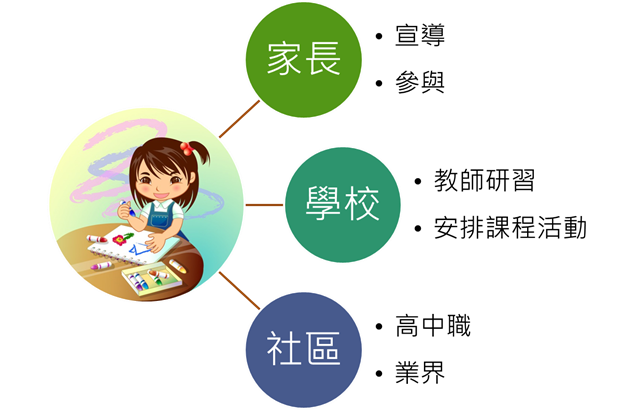 家長
• 宣導
• 參與
學校
• 教師研習
• 安排課程活動
社區
• 高中職
• 業界